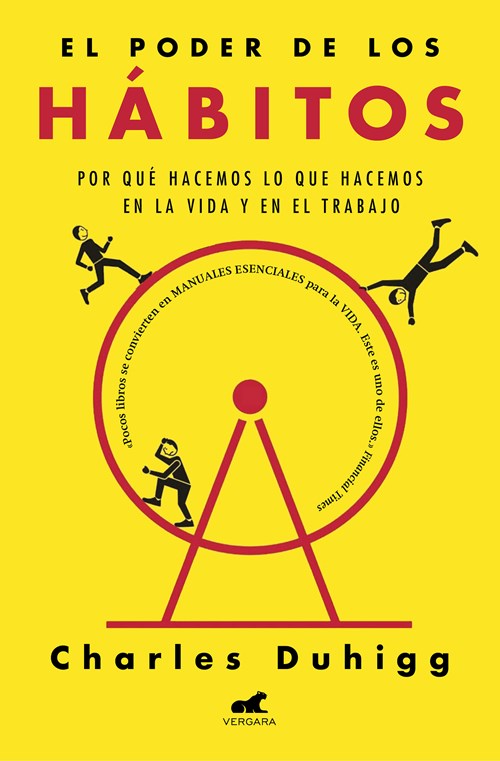 EL PODER DE LOS
HÁBITOS
POR QUÉ HACEMOS LO QUE HACEMOS
EN LA VIDA Y EN EL TRABAJO
«Pocos libros se convierten en MANUALES ESENCIALES para la VIDA. Este es uno de ellos.» Financial Times
Charles Duhigg
VERGARA